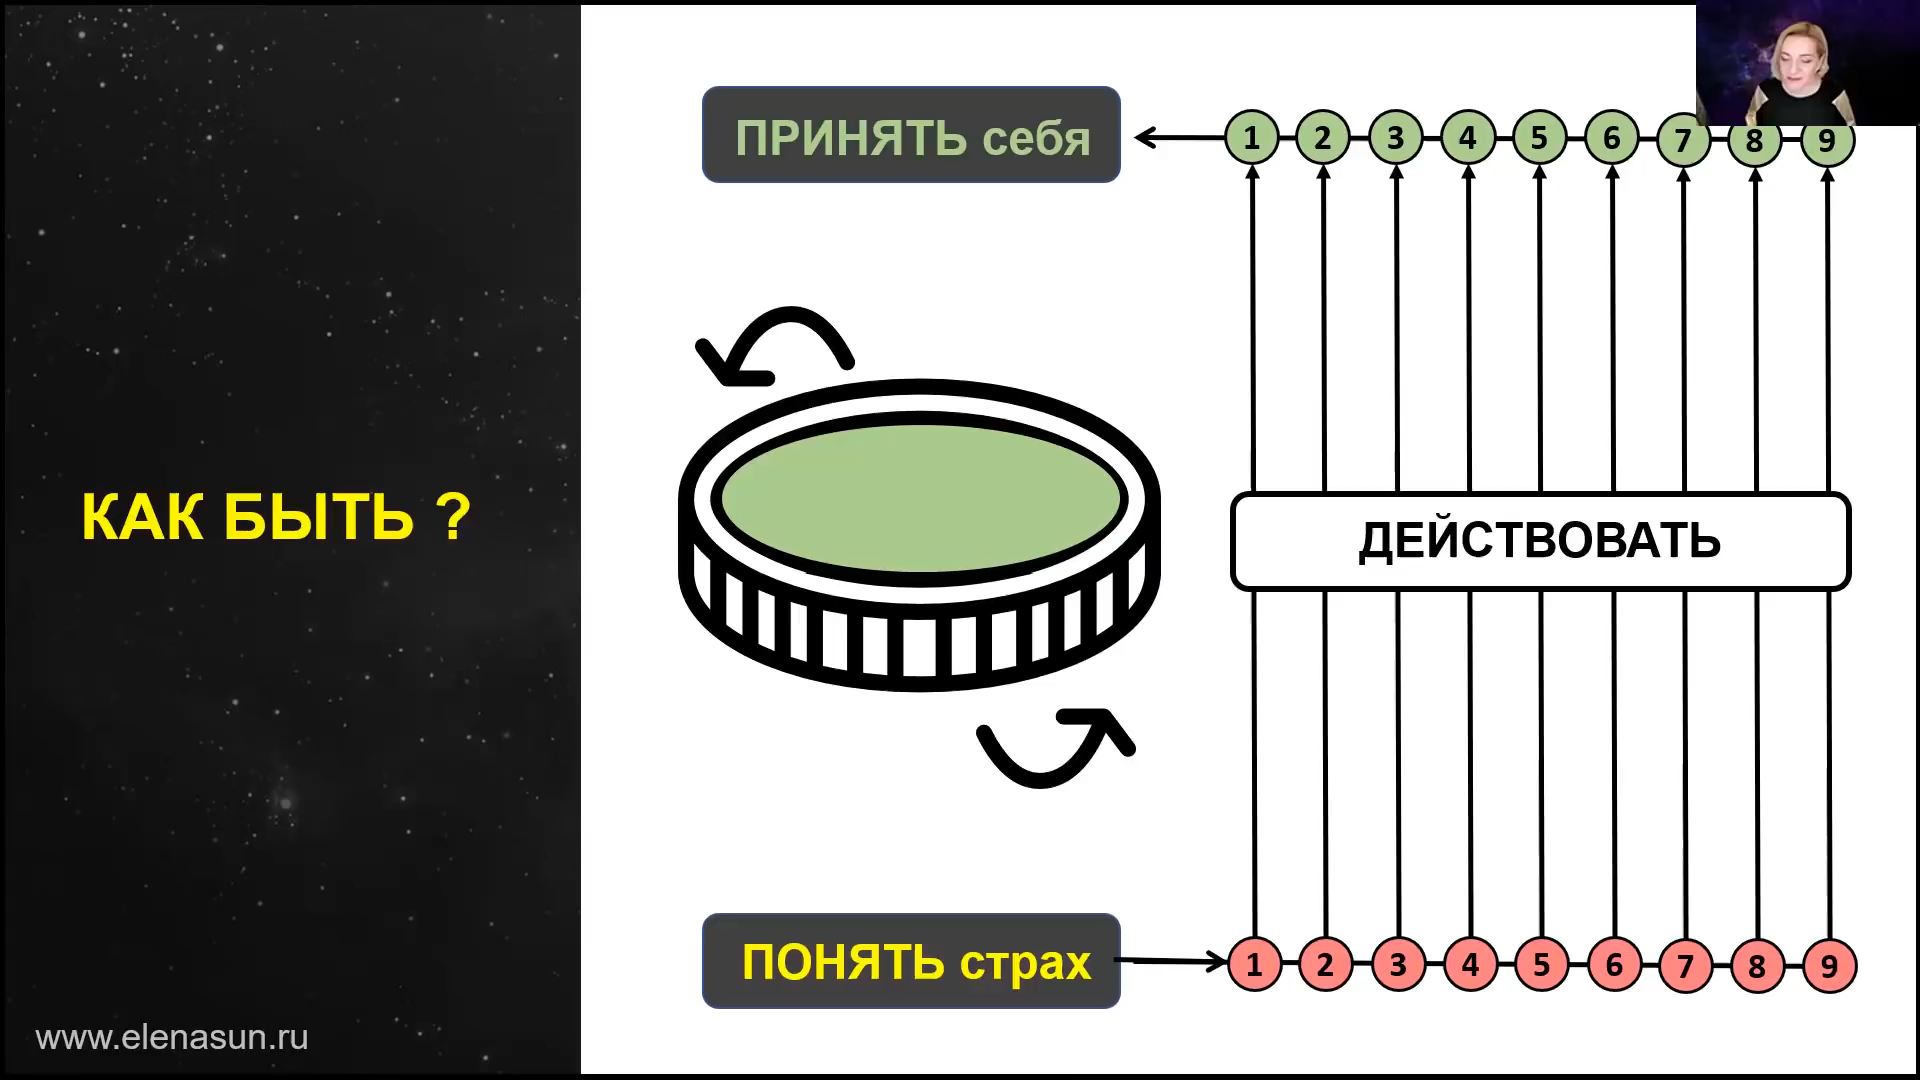 КАК БЫТЬ ?
www.elenasun.ru
ПРИНЯТЬ себя
1 2 3 4 5 6 7 8 9
ДЕЙСТВОВАТЬ
ПОНЯТЬ страх
1 2 3 4 5 6 7 8 9